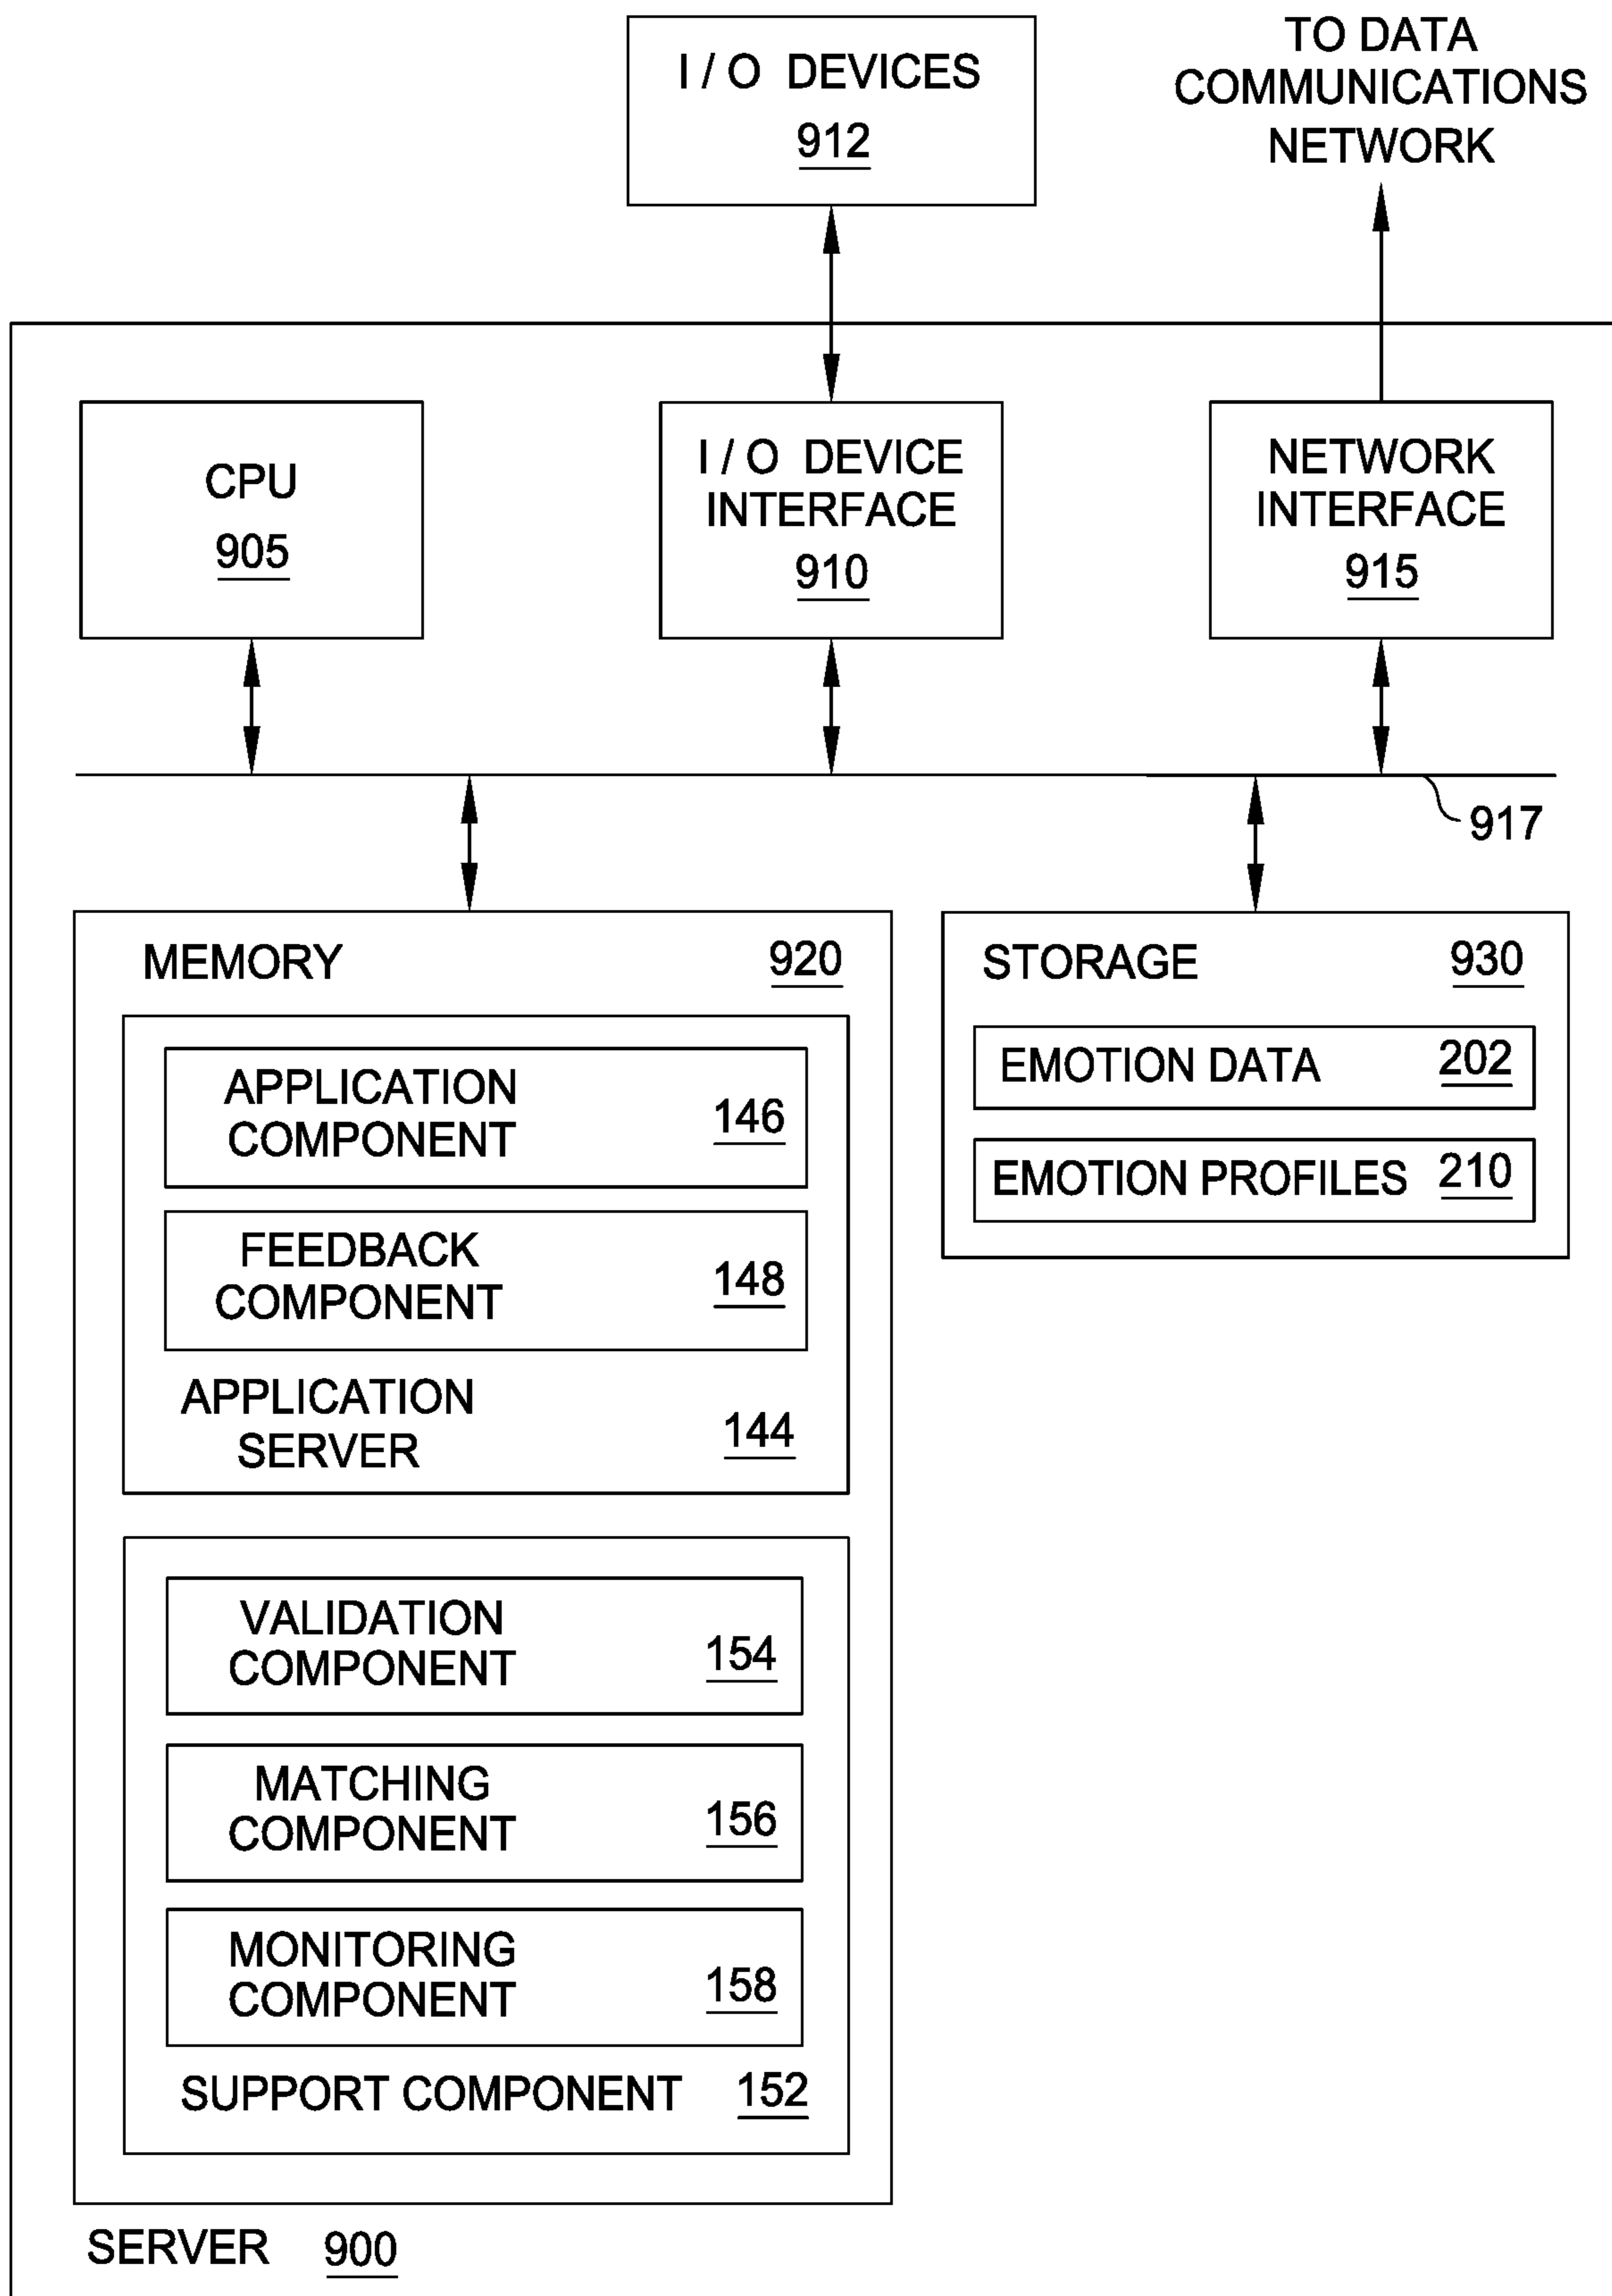 I / O DEVICES
912
TO DATA
COMMUNICATIONS
NETWORK
CPU
905
I / O DEVICE
INTERFACE
910
NETWORK
INTERFACE
915
917
MEMORY 920
APPLICATION
COMPONENT
146
FEEDBACK
COMPONENT
148
APPLICATION
SERVER
144
VALIDATION
COMPONENT
154
MATCHING
COMPONENT
156
MONITORING
COMPONENT
158
SUPPORT COMPONENT 152
STORAGE 930
EMOTION DATA 202
EMOTION PROFILES 210
SERVER 900